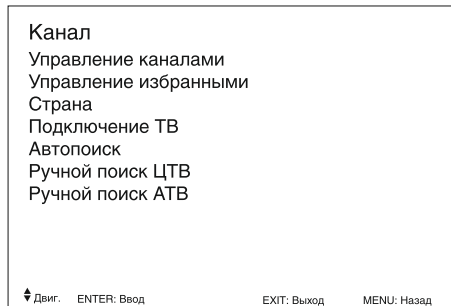 Канал
Управление каналами
Управление избранными
Страна
Подключение ТВ
Автопоиск
Ручной поиск ЦТВ
Ручной поиск АТВ
Двиг. ENTER: Ввод EXIT: Выход MENU: Назад